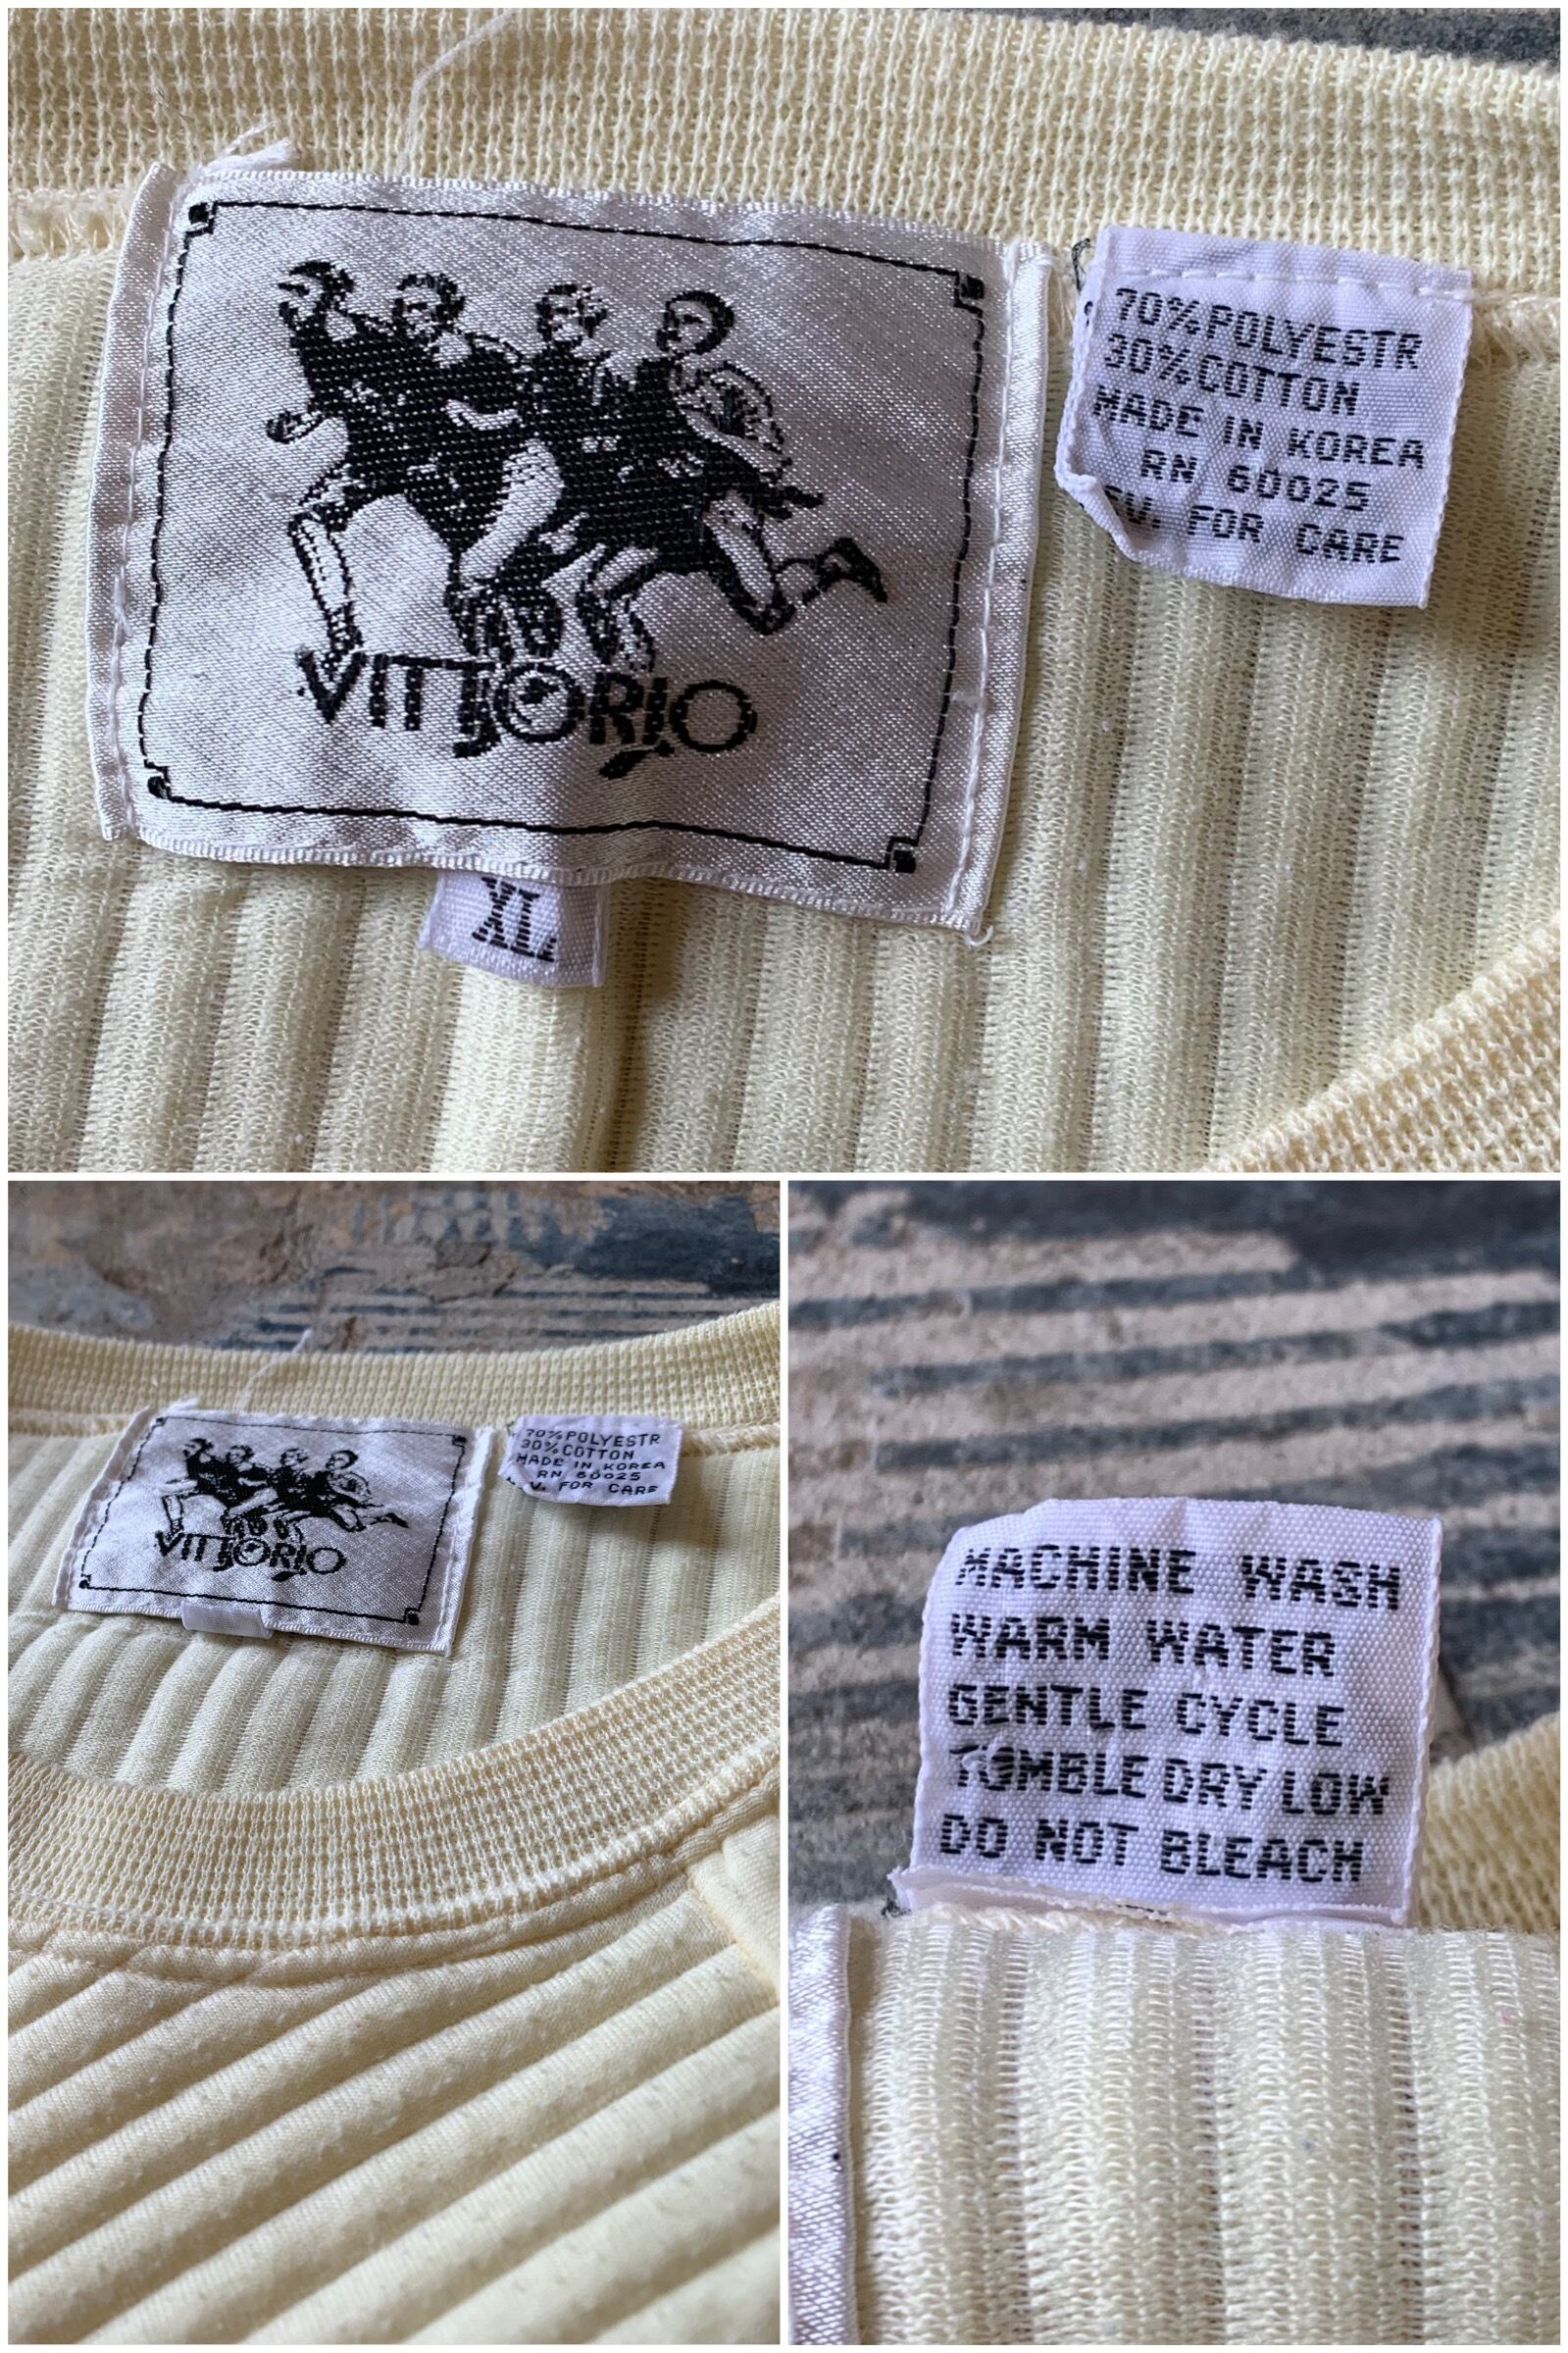 VITTORIO
XL
70%POLYESTR
30%COTTON
MADE IN KOREA
RN 60025
V. FOR CARE
VITTORIO
70%POLYESTR
30%COTTON
MADE IN KOREA
RN 60025
V. FOR CARE
MACHINE WASH
WARM WATER
GENTLE CYCLE
TUMBLE DRY LOW
DO NOT BLEACH